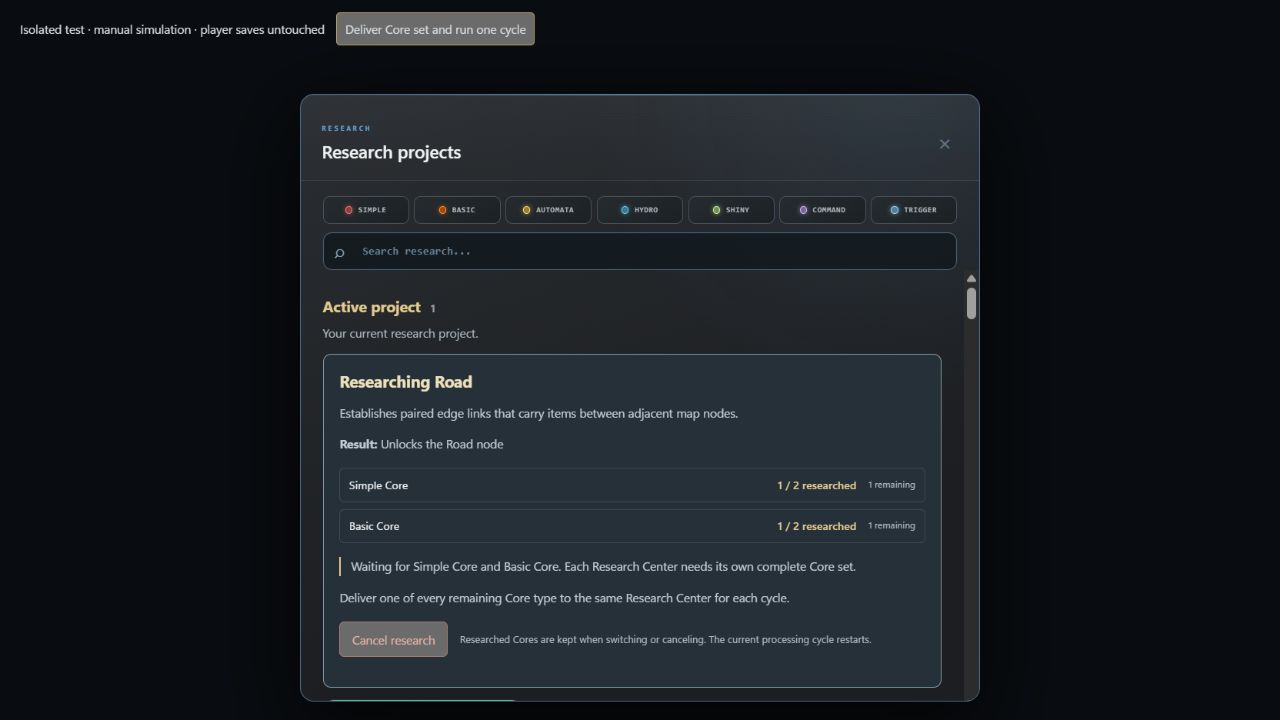 Isolated test · manual simulation · player saves untouched
Deliver Core set and run one cycle
RESEARCH
Research projects
SIMPLE
BASIC
AUTOMATA
HYDRO
SHINY
COMMAND
TRIGGER
Search research...
Active project 1
Your current research project.
Researching Road
Establishes paired edge links that carry items between adjacent map nodes.
Result: Unlocks the Road node
Simple Core 1 / 2 researched 1 remaining
Basic Core 1 / 2 researched 1 remaining
Waiting for Simple Core and Basic Core. Each Research Center needs its own complete Core set.
Deliver one of every remaining Core type to the same Research Center for each cycle.
Cancel research
Researched Cores are kept when switching or canceling. The current processing cycle restarts.